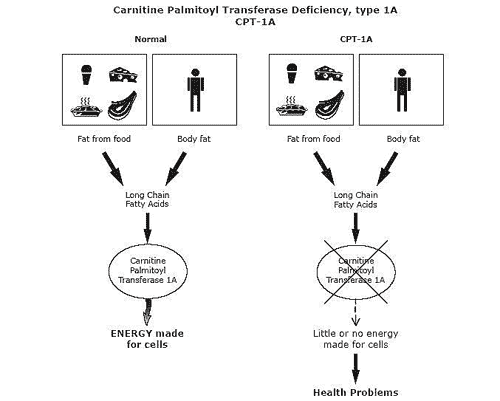 Carnitine Palmitoyl Transferase Deficiency, type 1A
CPT-1A
Normal
CPT-1A
Fat from food
Body fat
Fat from food
Body fat
Long Chain
Fatty Acids
Long Chain
Fatty Acids
Carnitine
Palmitoyl
Transferase 1A
Carnitine
Palmitoyl
Transferase 1A
ENERGY made
for cells
Little or no energy
made for cells
Health Problems